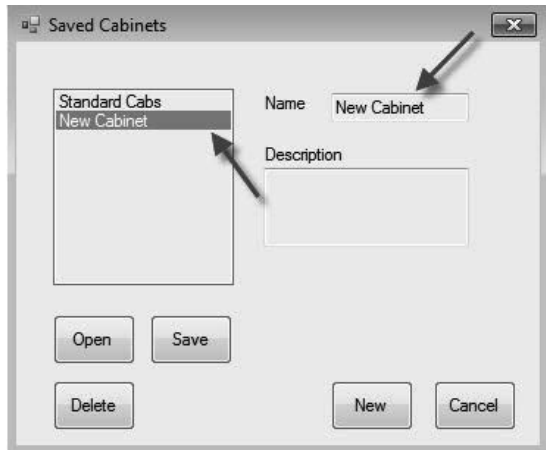 Saved Cabinets
Standard Cabs
New Cabinet
Name New Cabinet
Description
Open Save
Delete New Cancel